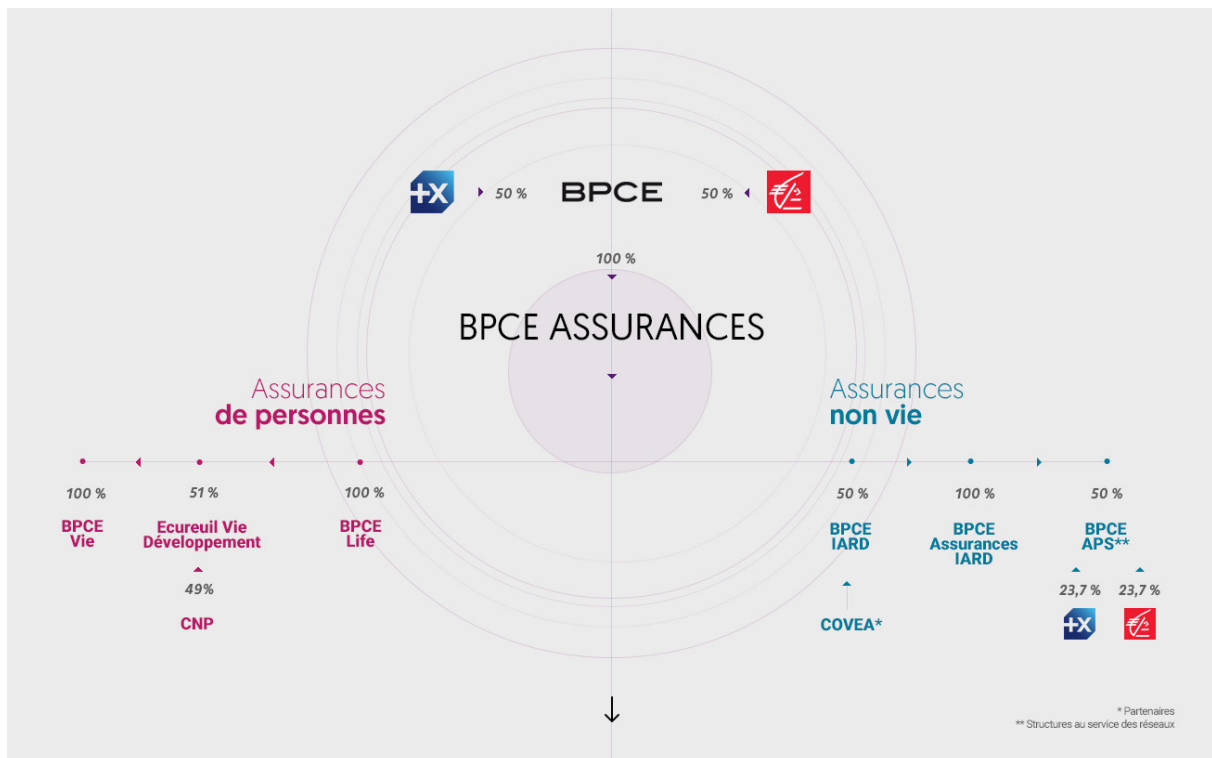 50 %
BPCE
50 %
100 %
BPCE ASSURANCES
Assurances
de personnes
Assurances
non vie
100 %
51 %
100 %
50 %
100 %
50 %
BPCE
Vie
Ecureuil Vie
Développement
BPCE
Life
BPCE
IARD
BPCE
Assurances
IARD
BPCE
APS**
49%
CNP
COVEA*
23,7 %
23,7 %
* Partenaires
** Structures au service des réseaux